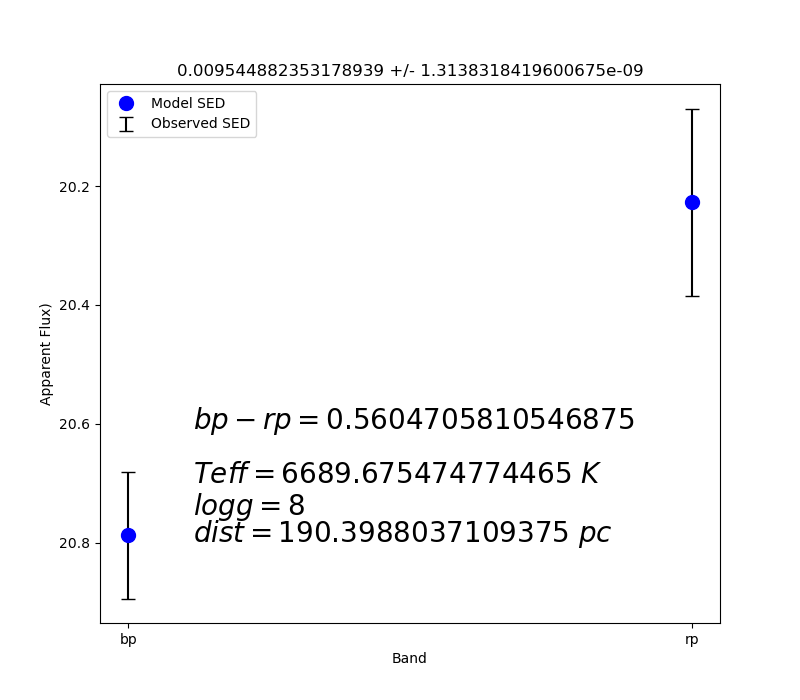 0.009544882353178939 +/- 1.3138318419600675e-09
Model SED
Observed SED
20.2
20.4
20.6
20.8
Apparent Flux)
bp − rp = 0.5604705810546875
Teff = 6689.675474774465 K
logg = 8
dist = 190.3988037109375 pc
bp
rp
Band